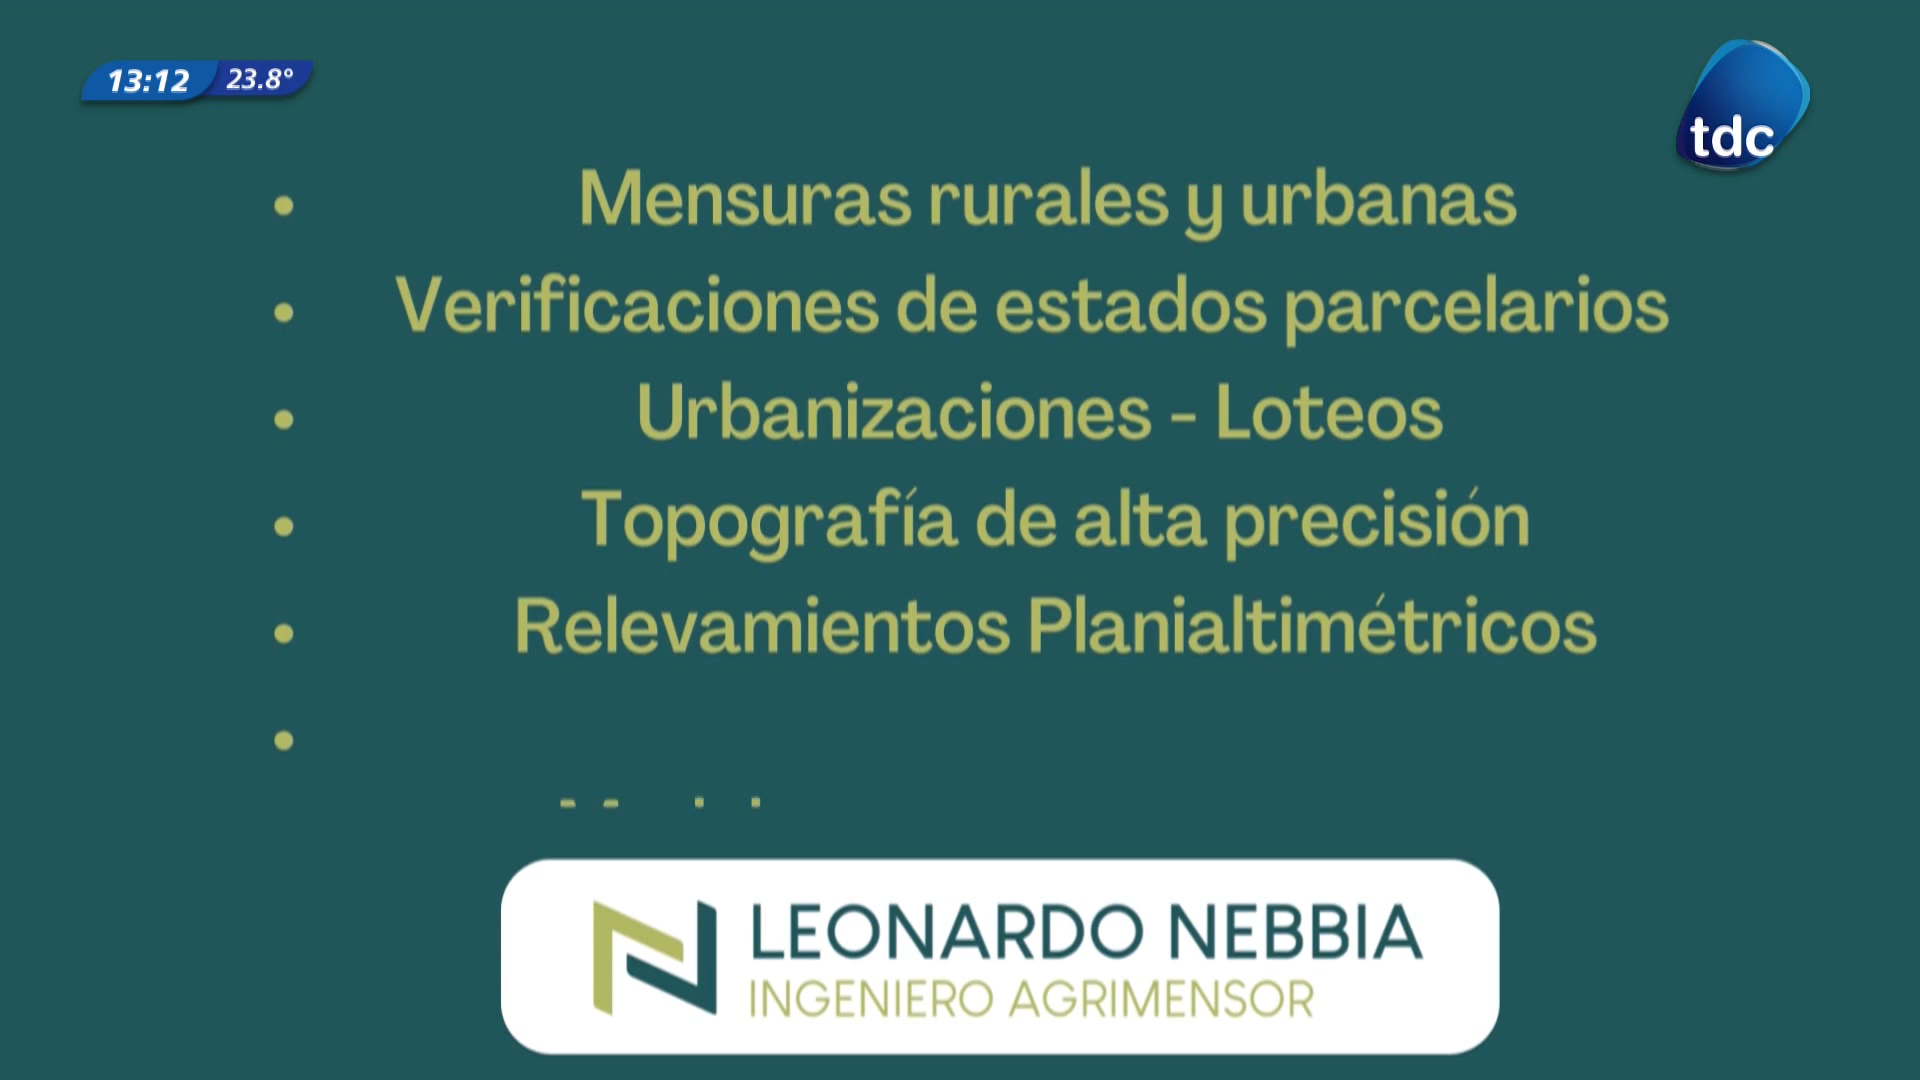 13:12 23.8°
tdc
• Mensuras rurales y urbanas
• Verificaciones de estados parcelarios
• Urbanizaciones - Loteos
• Topografía de alta precisión
• Relevamientos Planialtimétricos
•
LEONARDO NEBBIA
INGENIERO AGRIMENSOR